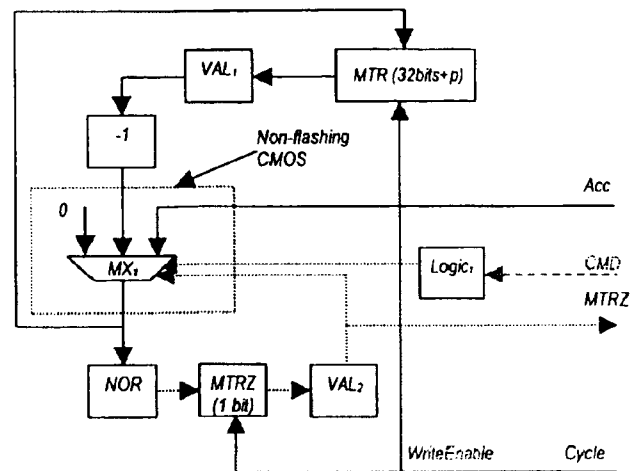 VAL₁
MTR (32bits+p)
-1
Non-flashing
CMOS
Acc
0
MX₁
Logic₁
CMD
MTRZ
NOR
MTRZ
(1 bit)
VAL₂
WriteEnable
Cycle